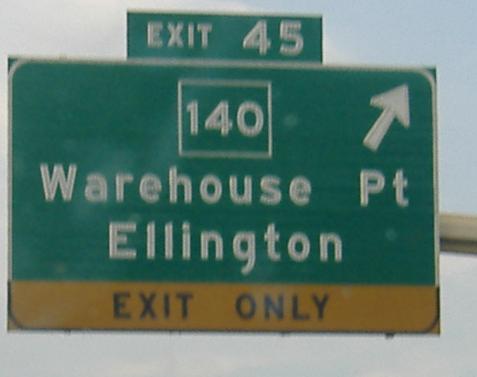 EXIT 45
140
Warehouse Pt
Ellington
EXIT ONLY